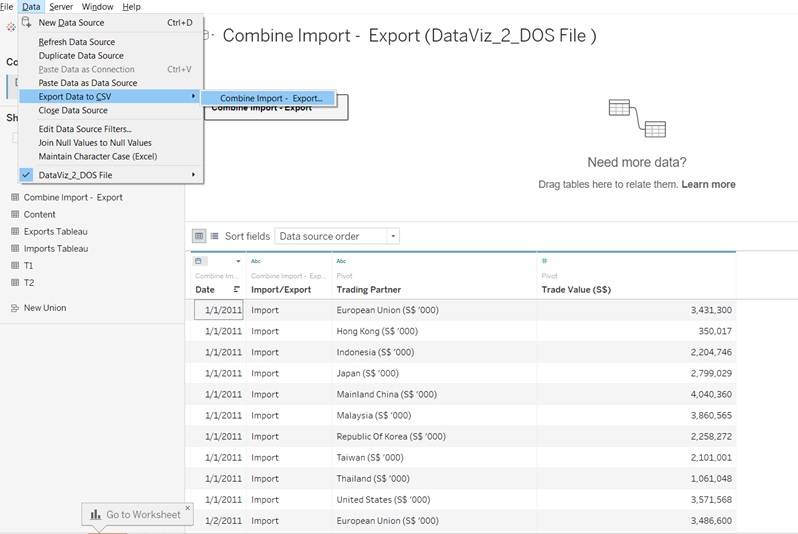 File Data Server Window Help
New Data Source Ctrl+D
Refresh Data Source
Duplicate Data Source
Paste Data as Connection Ctrl+V
Paste Data as Data Source
Export Data to CSV
Combine Import - Export...
Close Data Source
Edit Data Source Filters...
Join Null Values to Null Values
Maintain Character Case (Excel)
DataViz_2_DOS File
Combine Import - Export (DataViz_2_DOS File )
Co
Sh
Combine Import - Export
Need more data?
Drag tables here to relate them. Learn more
Combine Import - Export
Content
Exports Tableau
Imports Tableau
T1
T2
New Union
Sort fields Data source order
Abc Abc #
Combine Im... Combine Import - Exp... Pivot Pivot
Date Import/Export Trading Partner Trade Value (S$)
1/1/2011 Import European Union (S$ '000) 3,431,300
1/1/2011 Import Hong Kong (S$ '000) 350,017
1/1/2011 Import Indonesia (S$ '000) 2,204,746
1/1/2011 Import Japan (S$ '000) 2,799,029
1/1/2011 Import Mainland China (S$ '000) 4,040,360
1/1/2011 Import Malaysia (S$ '000) 3,860,565
1/1/2011 Import Republic Of Korea (S$ '000) 2,258,272
1/1/2011 Import Taiwan (S$ '000) 2,101,001
1/1/2011 Import Thailand (S$ '000) 1,061,048
1/1/2011 Import United States (S$ '000) 3,571,568
1/2/2011 Import European Union (S$ '000) 3,486,600
Go to Worksheet